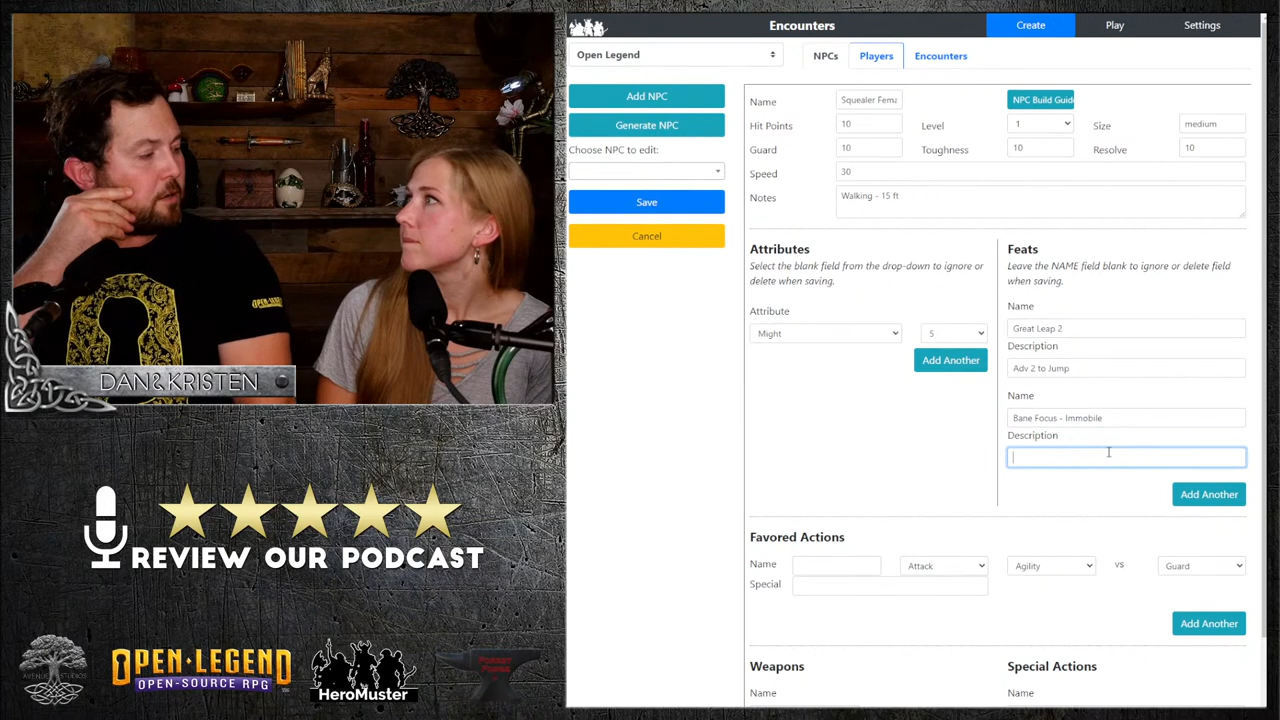 Encounters
Create
Play
Settings
Open Legend
NPCs
Players
Encounters
Add NPC
Generate NPC
Choose NPC to edit:
Save
Cancel
Name
Squealer Fema
NPC Build Guid
Hit Points
10
Level
1
Size
medium
Guard
10
Toughness
10
Resolve
10
Speed
30
Notes
Walking - 15 ft
Attributes
Select the blank field from the drop-down to ignore or
delete when saving.
Attribute
Might
5
Add Another
Feats
Leave the NAME field blank to ignore or delete field
when saving.
Name
Great Leap 2
Description
Adv 2 to Jump
Name
Bane Focus - Immobile
Description
Add Another
Favored Actions
Name
Attack
Agility
vs
Guard
Special
Add Another
Weapons
Name
Special Actions
Name
OPEN LEGEND
DAN & KRISTEN
REVIEW OUR PODCAST
AVENUE STUDIOS
OPEN LEGEND
OPEN-SOURCE RPG
HeroMuster